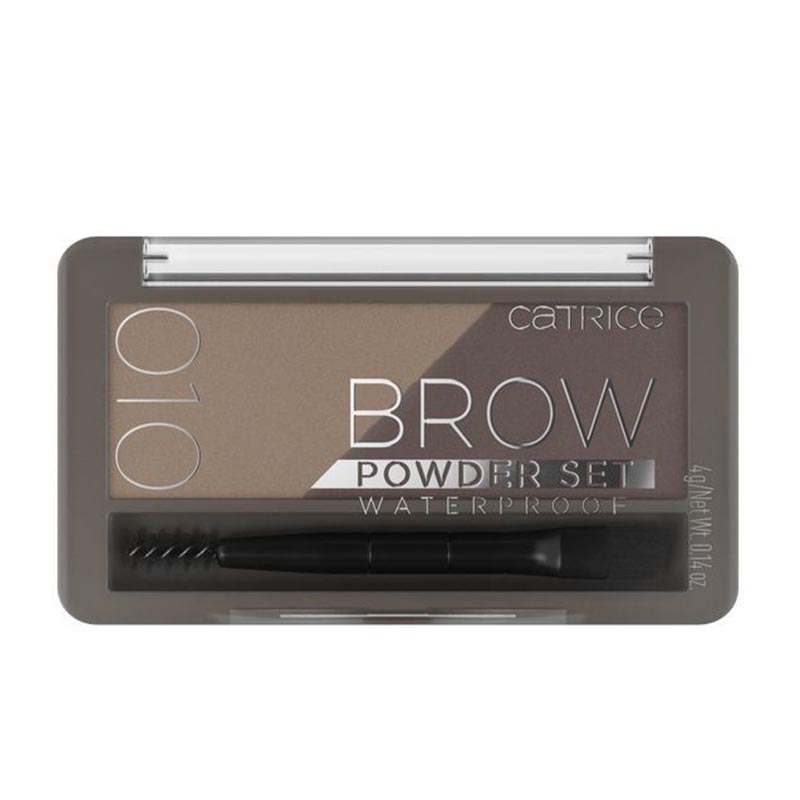 010
CATRICE
BROW
POWDER SET
WATERPROOF
4g/Net Wt. 0.14 oz.